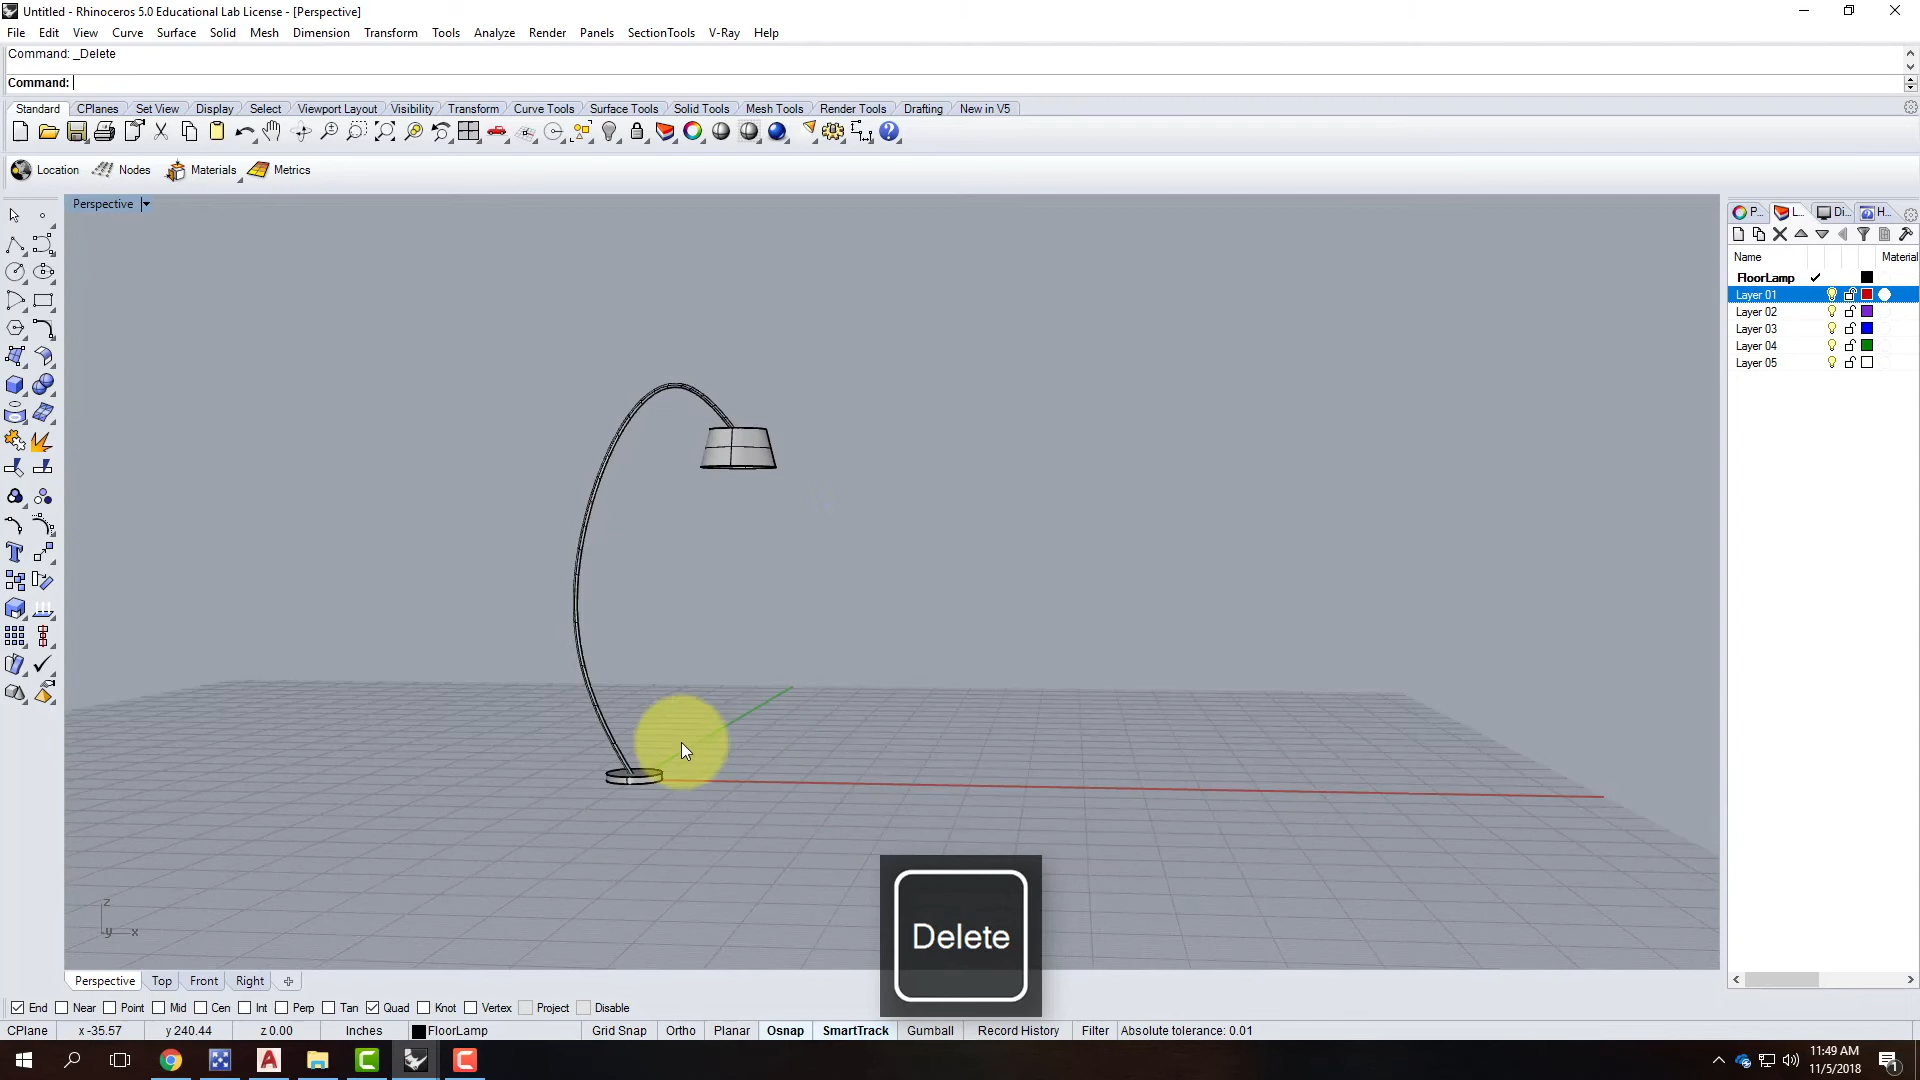 Untitled - Rhinoceros 5.0 Educational Lab License - [Perspective]
File Edit View Curve Surface Solid Mesh Dimension Transform Tools Analyze Render Panels SectionTools V-Ray Help
Command: _Delete
Command:
Standard CPlanes Set View Display Select Viewport Layout Visibility Transform Curve Tools Surface Tools Solid Tools Mesh Tools Render Tools Drafting New in V5
Location Nodes Materials Metrics
Perspective
P... L... Di... H...
Name Material
FloorLamp
Layer 01
Layer 02
Layer 03
Layer 04
Layer 05
z
y x
Delete
Perspective Top Front Right
End Near Point Mid Cen Int Perp Tan Quad Knot Vertex Project Disable
CPlane x -35.57 y 240.44 z 0.00 Inches FloorLamp Grid Snap Ortho Planar Osnap SmartTrack Gumball Record History Filter Absolute tolerance: 0.01
11:49 AM
11/5/2018
1